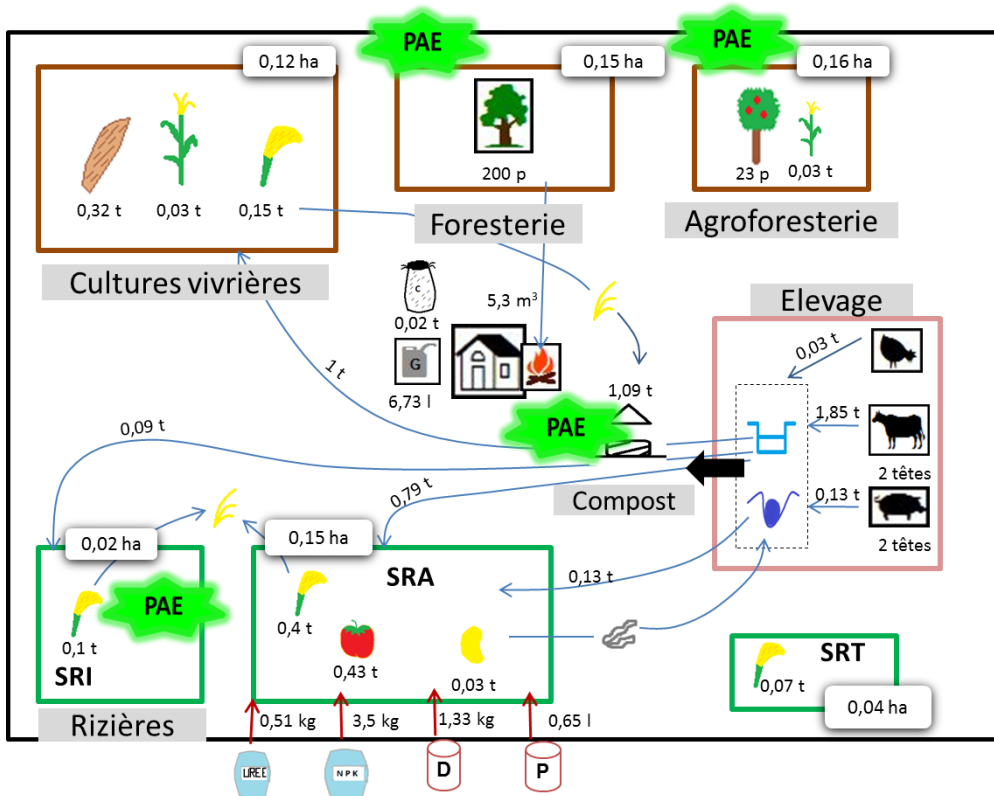 PAE
PAE
0,12 ha
0,15 ha
0,16 ha
0,32 t
0,03 t
0,15 t
200 p
23 p
0,03 t
Cultures vivrières
Foresterie
Agroforesterie
C
0,02 t
G
6,73 l
5,3 m³
Elevage
0,03 t
1,85 t
2 têtes
0,13 t
2 têtes
1 t
1,09 t
PAE
Compost
0,09 t
0,79 t
0,13 t
0,02 ha
0,15 ha
PAE
0,1 t
SRI
Rizières
SRA
0,4 t
0,43 t
0,03 t
SRT
0,07 t
0,04 ha
0,51 kg
3,5 kg
1,33 kg
0,65 l
UREE
NPK
D
P